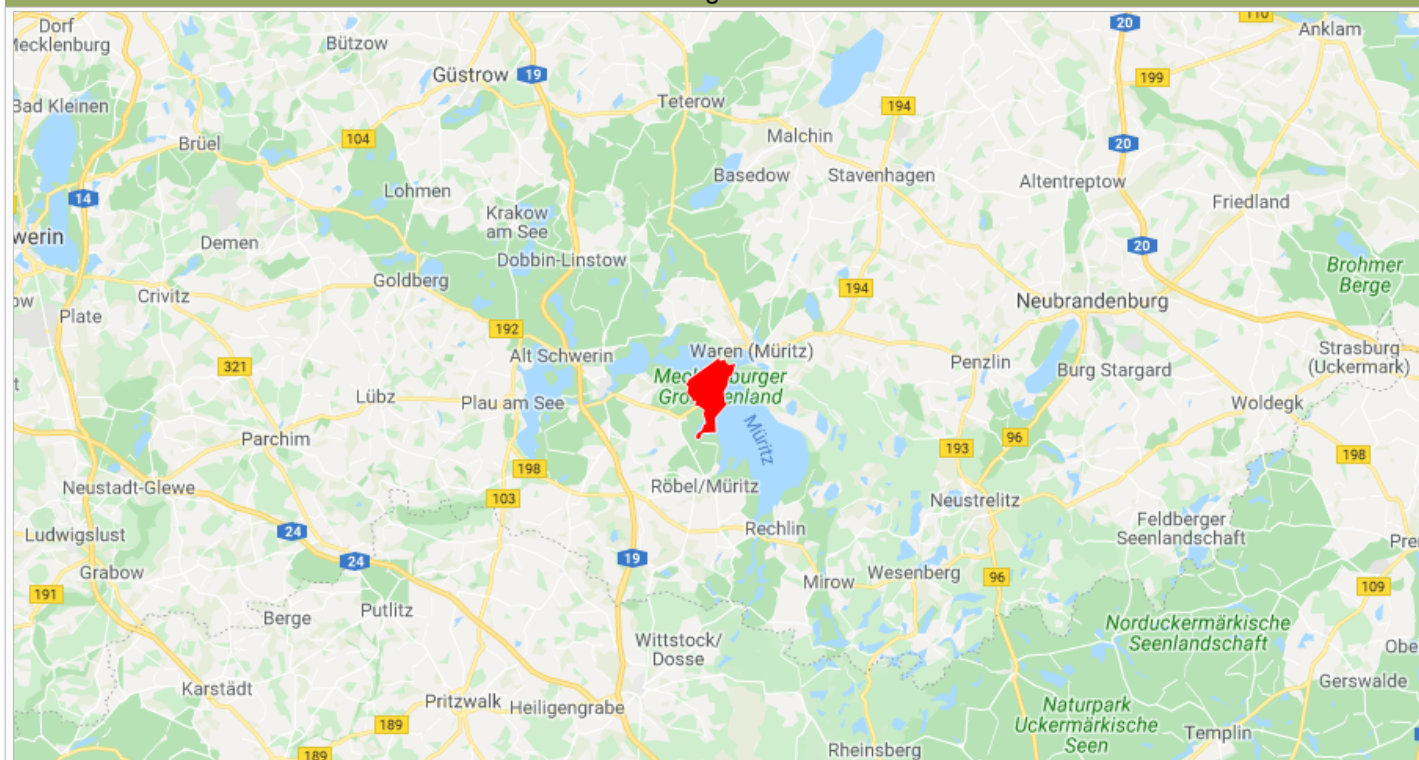 Dorf
Mecklenburg
Bützow
Güstrow
19
20
110
Anklam
199
Bad Kleinen
104
Brüel
Teterow
194
Malchin
20
Basedow
Stavenhagen
Altentreptow
Friedland
14
Lohmen
Krakow
am See
werin
Demen
Dobbin-Linstow
20
Goldberg
Brohmer
Berge
ow
Crivitz
194
Neubrandenburg
Plate
192
Alt Schwerin
Waren (Müritz)
Penzlin
Burg Stargard
Strasburg
(Uckermark)
321
t
Lübz
Plau am See
Woldegk
Müritz
Parchim
193
96
198
198
Neustadt-Glewe
103
Röbel/Müritz
Neustrelitz
Ludwigslust
24
Rechlin
Feldberger
Seenlandschaft
Pre
24
19
Grabow
Mirow
Wesenberg
96
109
191
Berge
Putlitz
Norduckermärkische
Seenlandschaft
Obe
Wittstock/
Dosse
Karstädt
Gerswalde
Pritzwalk
Heiligengrabe
189
Naturpark
Uckermärkische
Seen
Templin
189
Rheinsberg